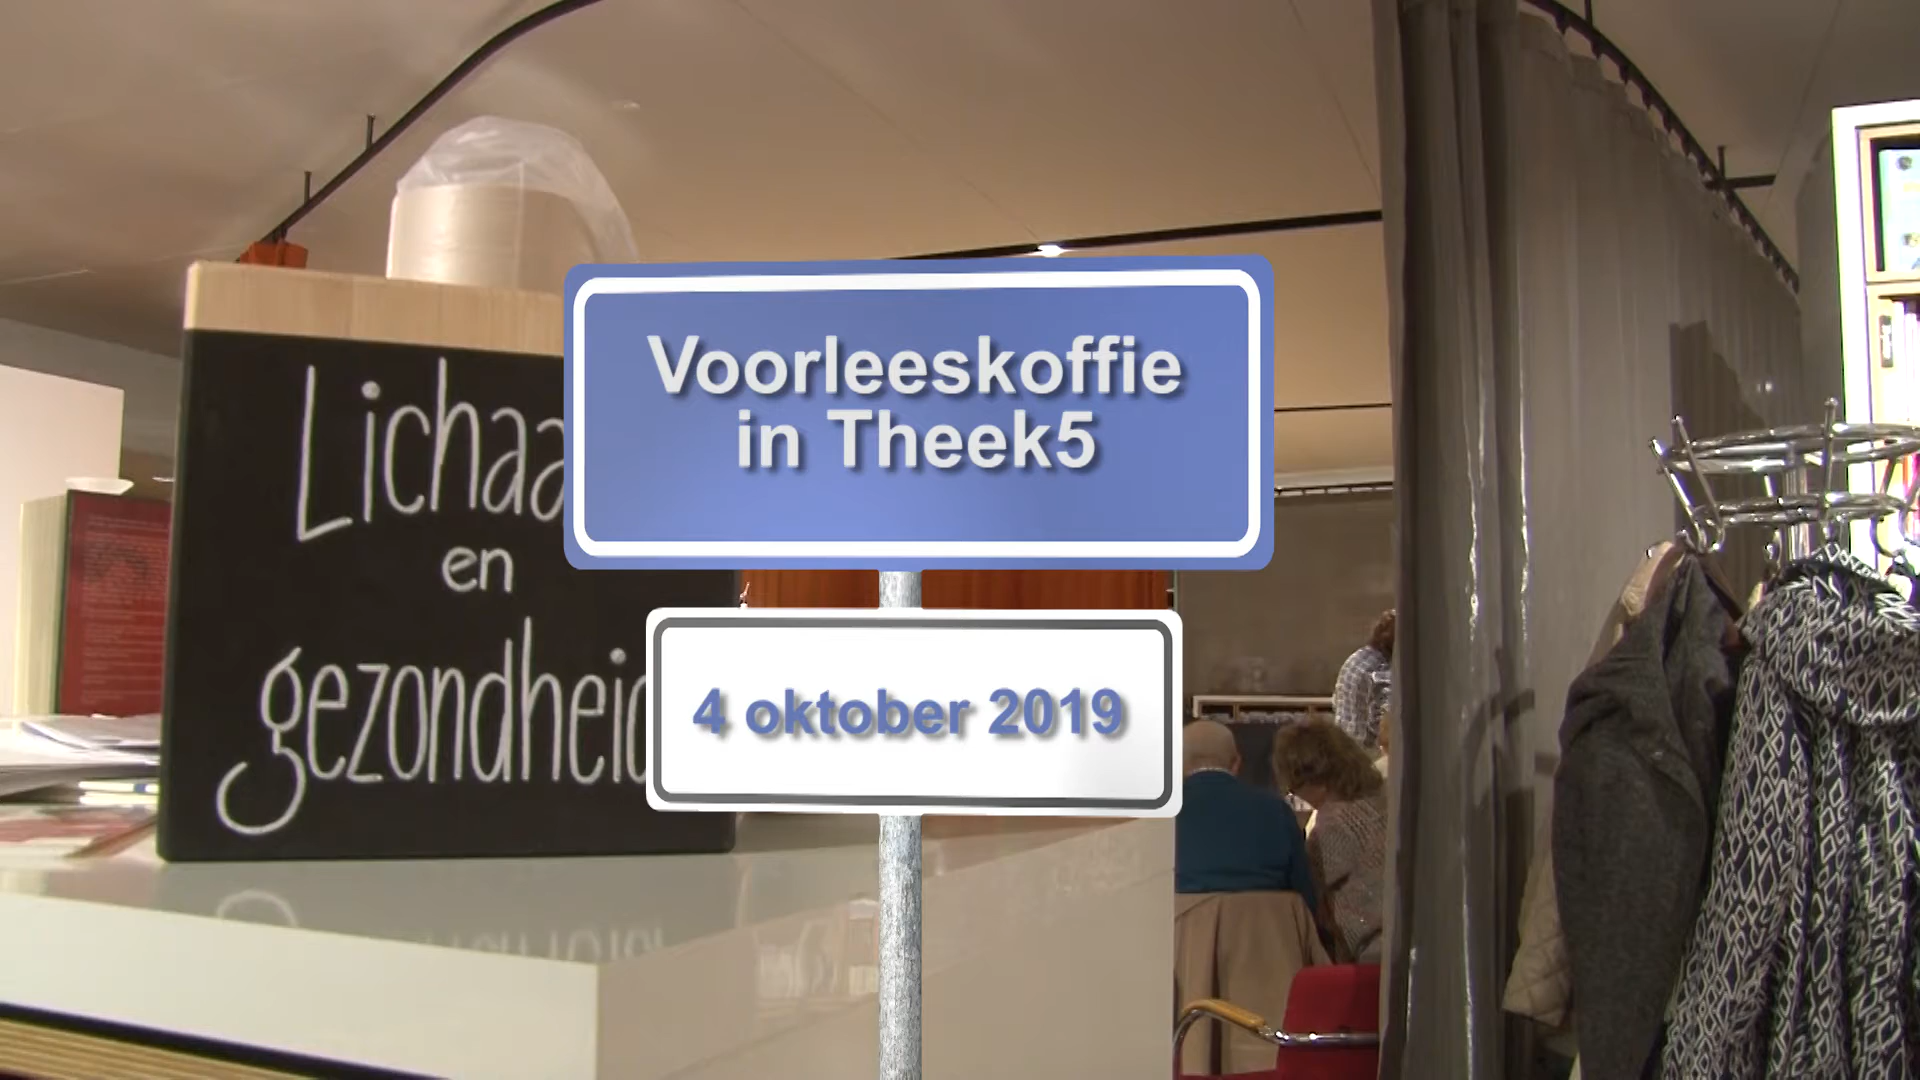 Voorleeskoffie
in Theek5
4 oktober 2019
Lichaa
en
gezondheid